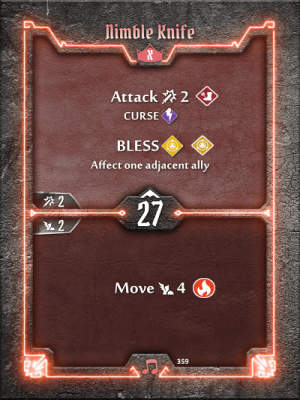 Nimble Knife
X
Attack 2
CURSE
BLESS
Affect one adjacent ally
2
27
2
Move 4
359